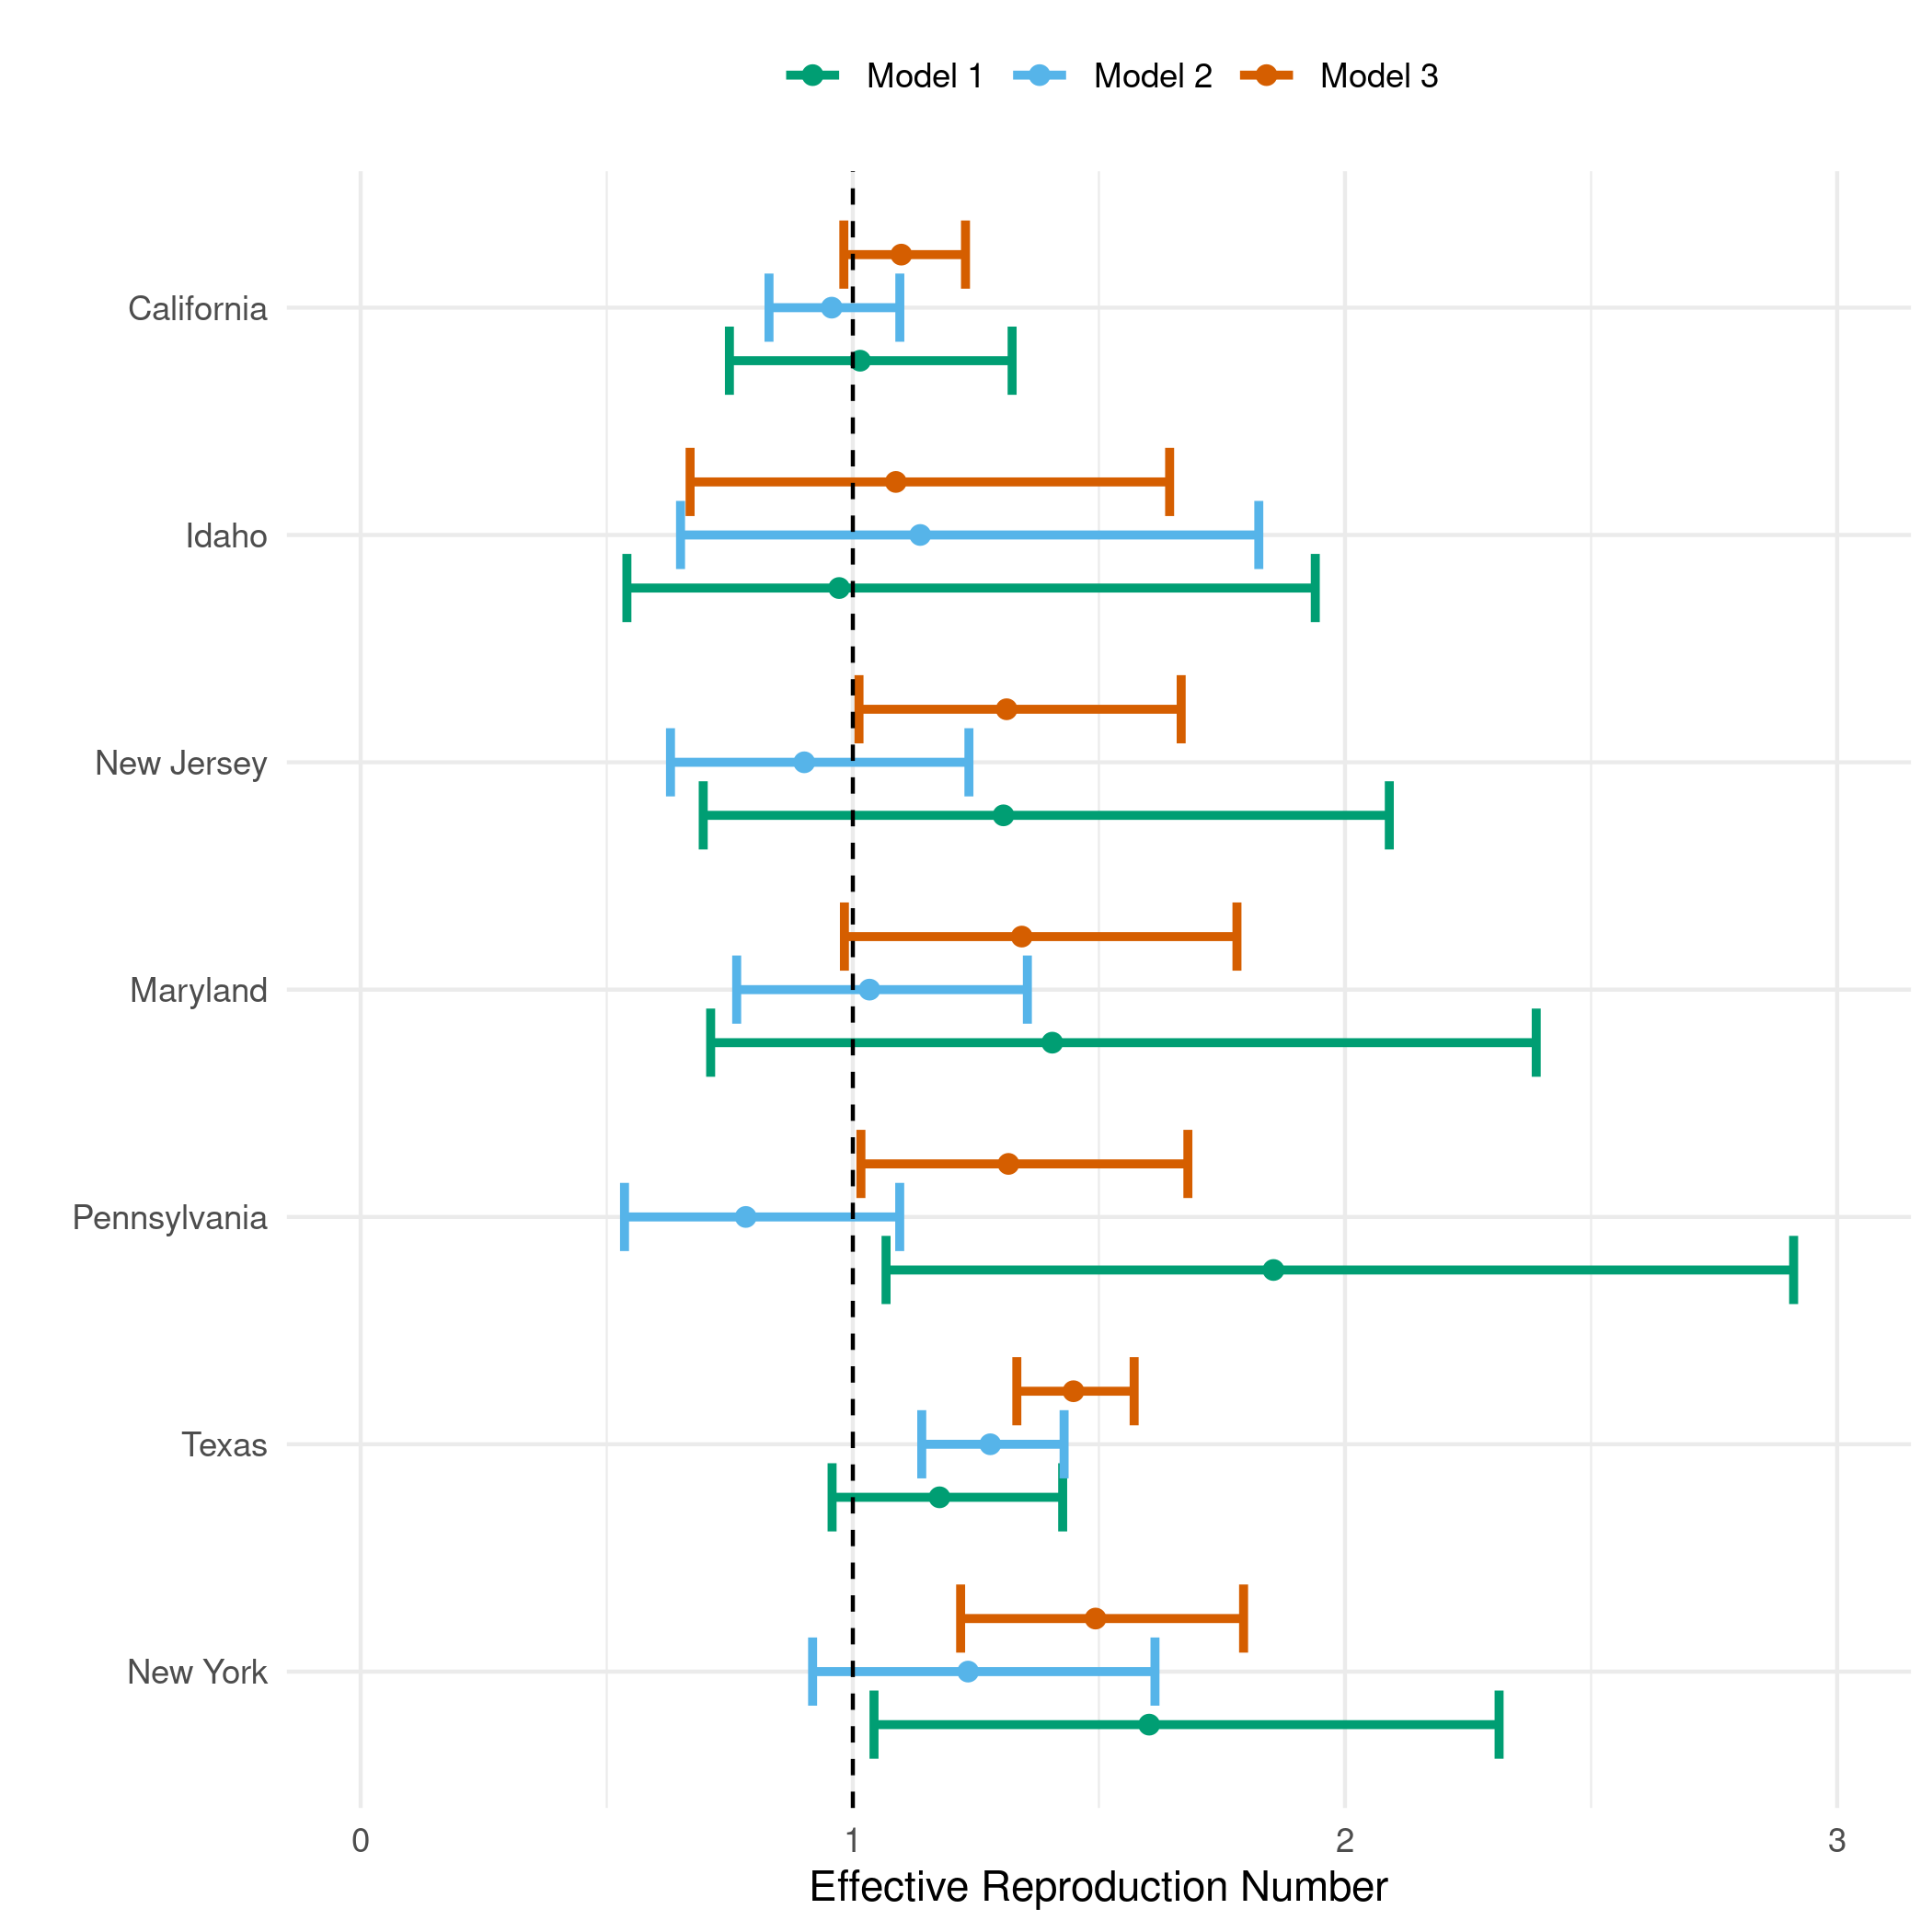 Model 1 Model 2 Model 3
California
Idaho
New Jersey
Maryland
Pennsylvania
Texas
New York
0 1 2 3
Effective Reproduction Number